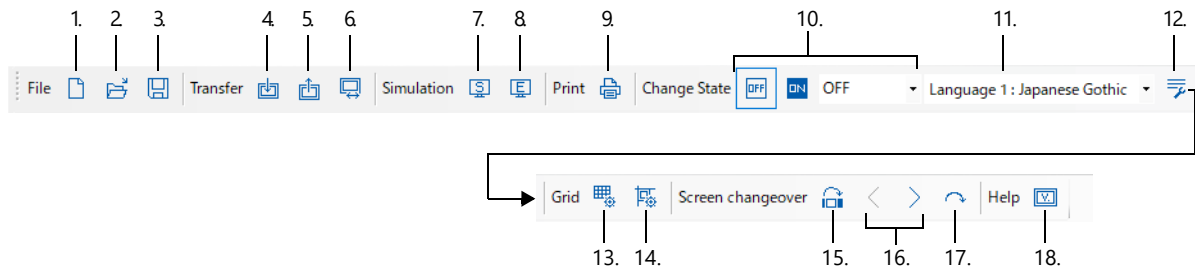 1. 2. 3. 4. 5. 6. 7. 8. 9. 10. 11. 12.
File Transfer Simulation S E Print Change State OFF ON OFF Language 1 : Japanese Gothic
Grid Screen changeover Help V.
13. 14. 15. 16. 17. 18.